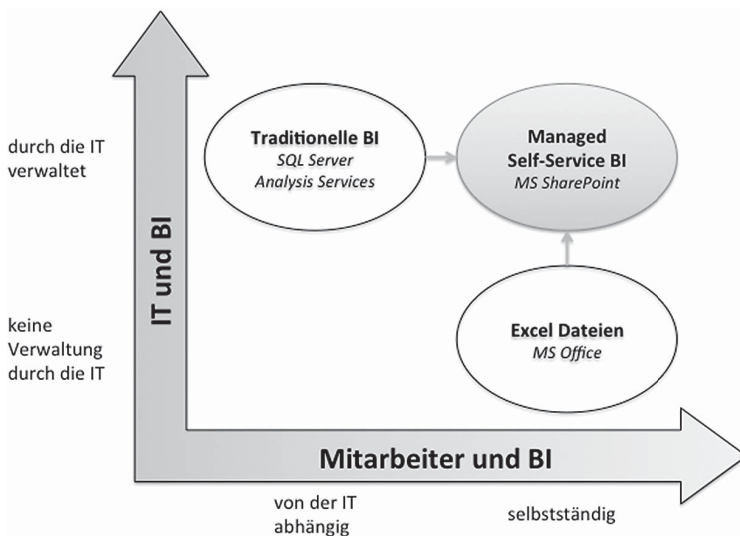 durch die IT
verwaltet
Traditionelle BI
SQL Server
Analysis Services
Managed
Self-Service BI
MS SharePoint
IT und BI
keine
Verwaltung
durch die IT
Excel Dateien
MS Office
Mitarbeiter und BI
von der IT
abhängig
selbstständig